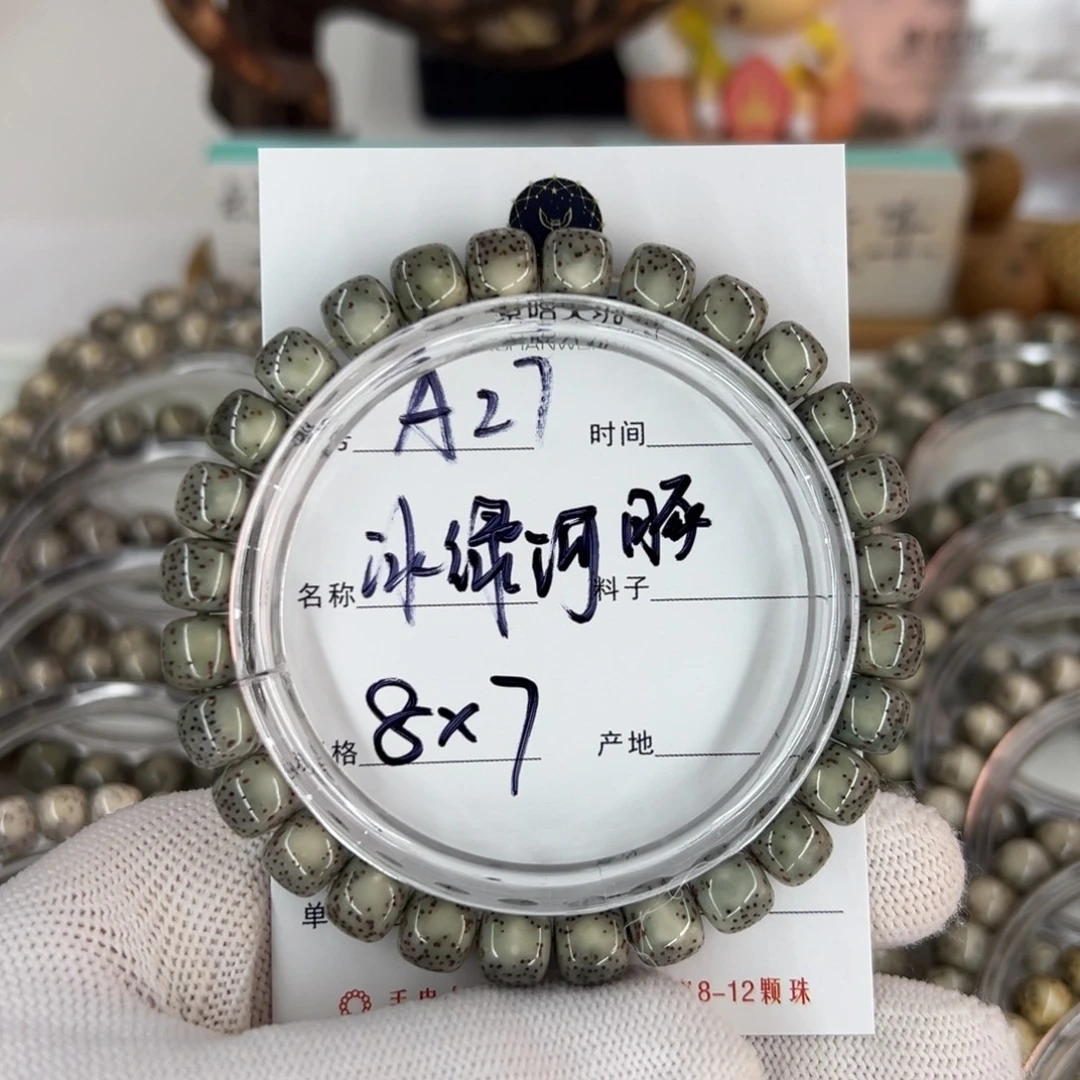 A27
时间
冰绿河豚
名称 料子
8×7
格 产地
单
8-12颗珠